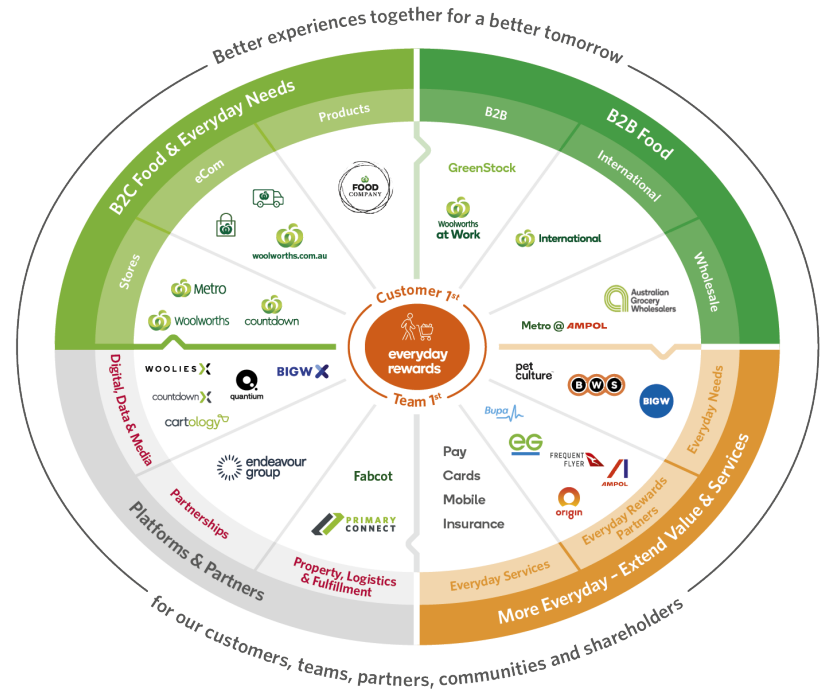 Better experiences together for a better tomorrow
B2C Food & Everyday Needs
Stores
eCom
Products
FOOD
COMPANY
woolworths.com.au
Metro
Woolworths
countdown
B2B Food
B2B
International
Wholesale
GreenStock
Woolworths
at Work
International
Australian
Grocery
Wholesalers
Metro @ AMPOL
Customer 1st
everyday
rewards
Team 1st
Digital, Data & Media
WOOLIESX
countdownX
cartology
quantium
BIGW X
Platforms & Partners
Partnerships
endeavour
group
Property, Logistics
& Fulfillment
Fabcot
PRIMARY
CONNECT
More Everyday – Extend Value & Services
Everyday Needs
pet
culture
BWS
BIGW
Everyday Rewards
Partners
Bupa
eG
FREQUENT
FLYER
AMPOL
origin
Everyday Services
Pay
Cards
Mobile
Insurance
for our customers, teams, partners, communities and shareholders